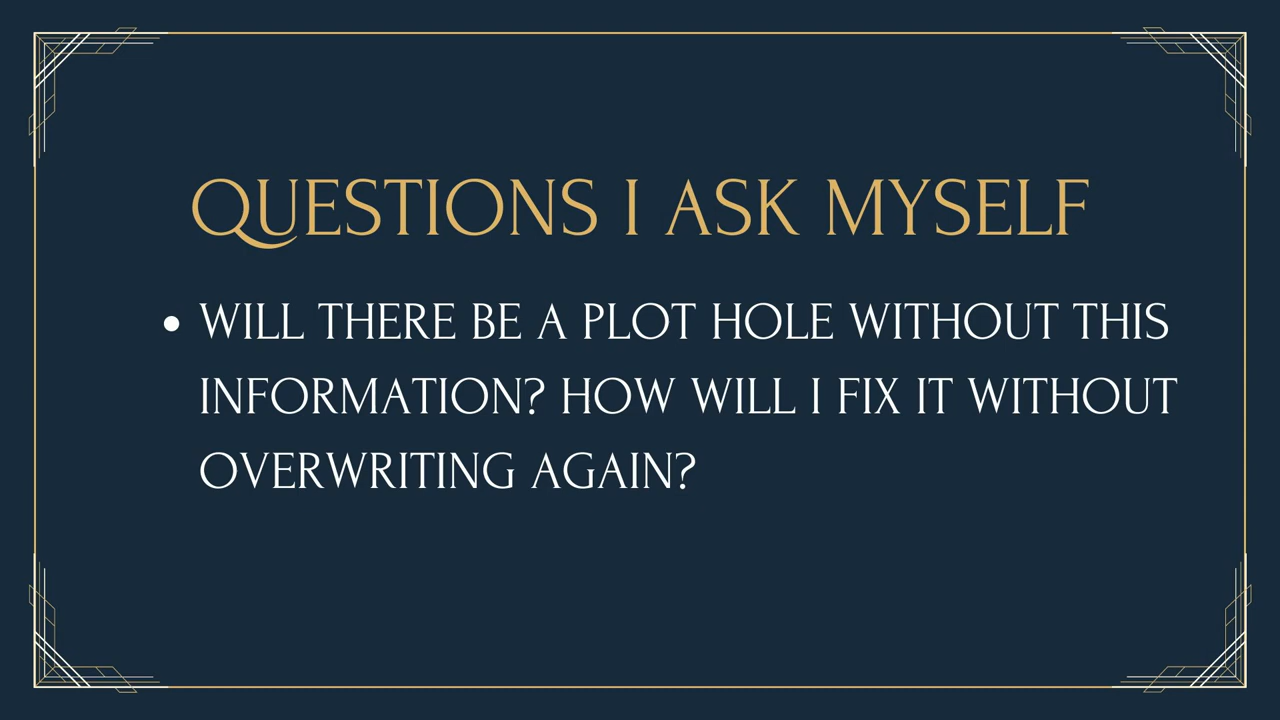 QUESTIONS I ASK MYSELF
• WILL THERE BE A PLOT HOLE WITHOUT THIS
INFORMATION? HOW WILL I FIX IT WITHOUT
OVERWRITING AGAIN?